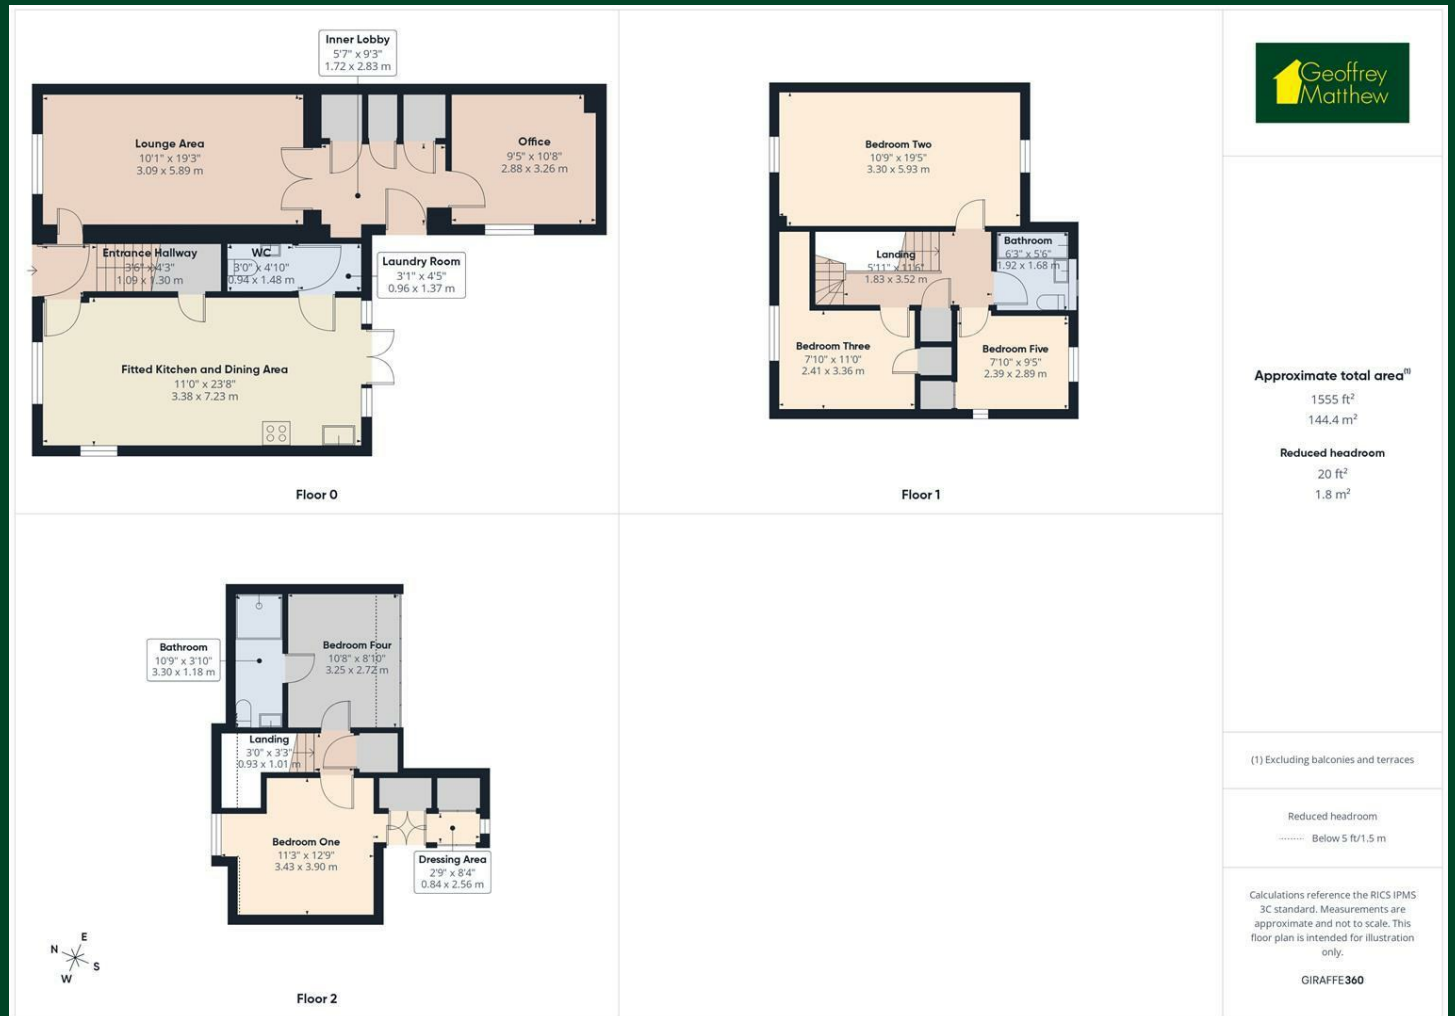 Inner Lobby
5'7" x 9'3"
1.72 x 2.83 m
Lounge Area
10'1" x 19'3"
3.09 x 5.89 m
Office
9'5" x 10'8"
2.88 x 3.26 m
Entrance Hallway
3'6" x 4'3"
1.09 x 1.30 m
WC
3'0" x 4'10"
0.94 x 1.48 m
Laundry Room
3'1" x 4'5"
0.96 x 1.37 m
Fitted Kitchen and Dining Area
11'0" x 23'8"
3.38 x 7.23 m
Floor 0
Bedroom Two
10'9" x 19'5"
3.30 x 5.93 m
Landing
5'11" x 11'6"
1.83 x 3.52 m
Bathroom
6'3" x 5'6"
1.92 x 1.68 m
Bedroom Three
7'10" x 11'0"
2.41 x 3.36 m
Bedroom Five
7'10" x 9'5"
2.39 x 2.89 m
Floor 1
Bathroom
10'9" x 3'10"
3.30 x 1.18 m
Bedroom Four
10'8" x 8'10"
3.25 x 2.72 m
Landing
3'0" x 3'3"
0.93 x 1.01 m
Bedroom One
11'3" x 12'9"
3.43 x 3.90 m
Dressing Area
2'9" x 8'4"
0.84 x 2.56 m
N E S W
Floor 2
Geoffrey
Matthew
Approximate total area(1)
1555 ft²
144.4 m²
Reduced headroom
20 ft²
1.8 m²
(1) Excluding balconies and terraces
Reduced headroom
Below 5 ft/1.5 m
Calculations reference the RICS IPMS
3C standard. Measurements are
approximate and not to scale. This
floor plan is intended for illustration
only.
GIRAFFE360